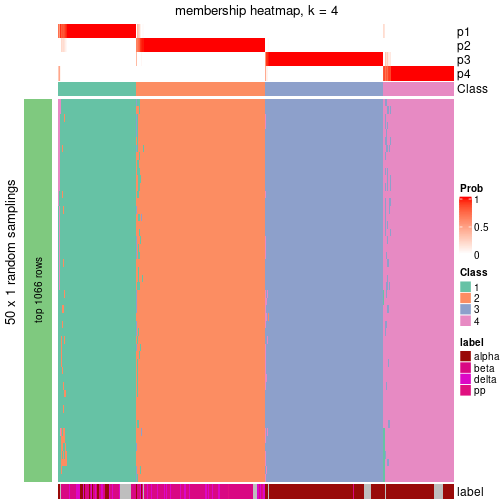 membership heatmap, k = 4
p1
p2
p3
p4
Class
50 x 1 random samplings
top 1066 rows
Prob
1
0.5
0
Class
1
2
3
4
label
alpha
beta
delta
pp
label